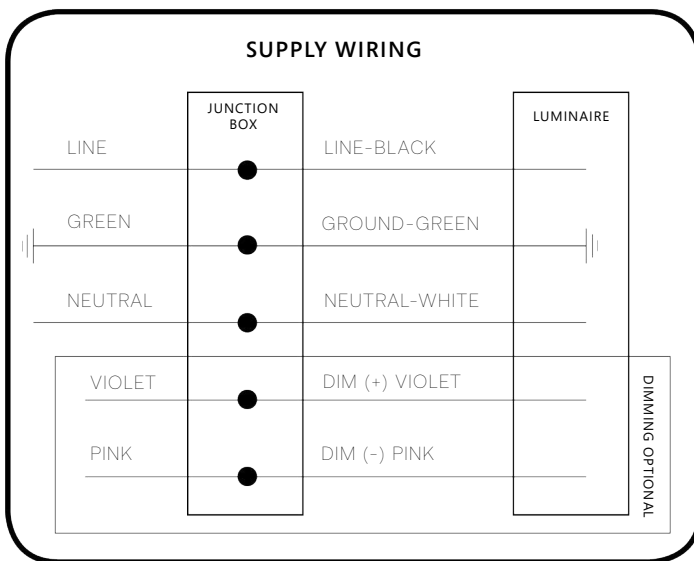 SUPPLY WIRING
JUNCTION
BOX
LUMINAIRE
LINE
LINE-BLACK
GREEN
GROUND-GREEN
NEUTRAL
NEUTRAL-WHITE
VIOLET
DIM (+) VIOLET
PINK
DIM (-) PINK
DIMMING OPTIONAL